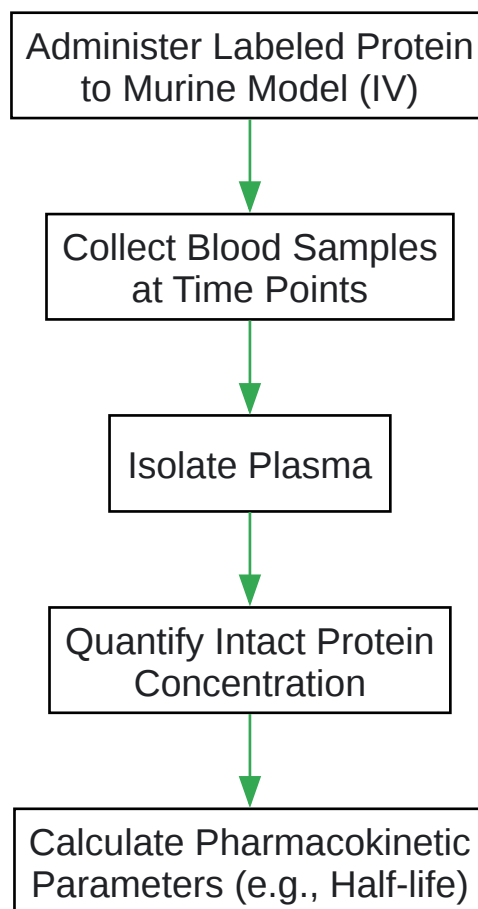 Administer Labeled Protein
to Murine Model (IV)
Collect Blood Samples
at Time Points
Isolate Plasma
Quantify Intact Protein
Concentration
Calculate Pharmacokinetic
Parameters (e.g., Half-life)